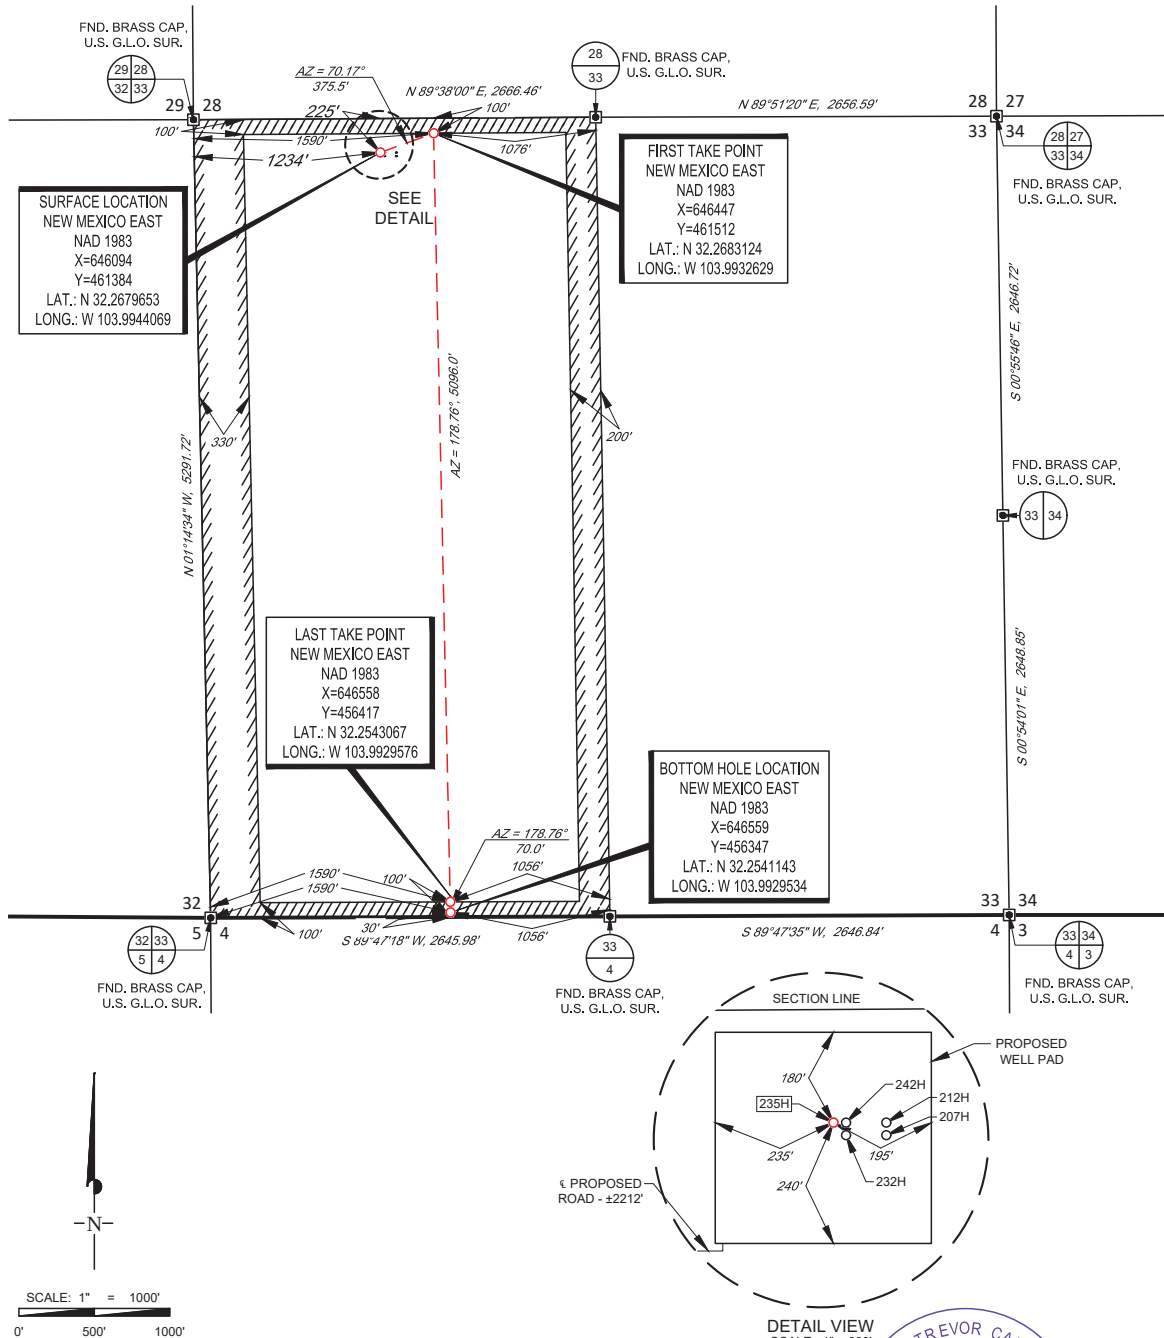 FND. BRASS CAP,
U.S. G.L.O. SUR.
29 28
32 33
29 28
AZ = 70.17°
375.5'
N 89°38'00" E, 2666.46'
28
33
FND. BRASS CAP,
U.S. G.L.O. SUR.
N 89°51'20" E, 2656.59'
28 27
33 34
28 27
33 34
FND. BRASS CAP,
U.S. G.L.O. SUR.
225'
100'
100'
1590'
1234'
1076'
SEE
DETAIL
SURFACE LOCATION
NEW MEXICO EAST
NAD 1983
X=646094
Y=461384
LAT.: N 32.2679653
LONG.: W 103.9944069
FIRST TAKE POINT
NEW MEXICO EAST
NAD 1983
X=646447
Y=461512
LAT.: N 32.2683124
LONG.: W 103.9932629
S 00°55'46" E, 2646.72'
330'
200'
N 01°14'34" W, 5291.72'
AZ = 178.76°, 5096.0'
FND. BRASS CAP,
U.S. G.L.O. SUR.
33 34
S 00°54'01" E, 2648.85'
LAST TAKE POINT
NEW MEXICO EAST
NAD 1983
X=646558
Y=456417
LAT.: N 32.2543067
LONG.: W 103.9929576
BOTTOM HOLE LOCATION
NEW MEXICO EAST
NAD 1983
X=646559
Y=456347
LAT.: N 32.2541143
LONG.: W 103.9929534
AZ = 178.76°
70.0'
1590'
1590'
100'
1056'
30'
100'
1056'
S 89°47'18" W, 2645.98'
S 89°47'35" W, 2646.84'
32
5 4
32 33
5 4
FND. BRASS CAP,
U.S. G.L.O. SUR.
33
4
FND. BRASS CAP,
U.S. G.L.O. SUR.
33 34
4 3
33 34
4 3
FND. BRASS CAP,
U.S. G.L.O. SUR.
SECTION LINE
PROPOSED
WELL PAD
180'
235H
242H
212H
207H
235'
195'
240'
232H
℄ PROPOSED
ROAD - ±2212'
N
SCALE: 1" = 1000'
0' 500' 1000'
DETAIL VIEW
TREVOR